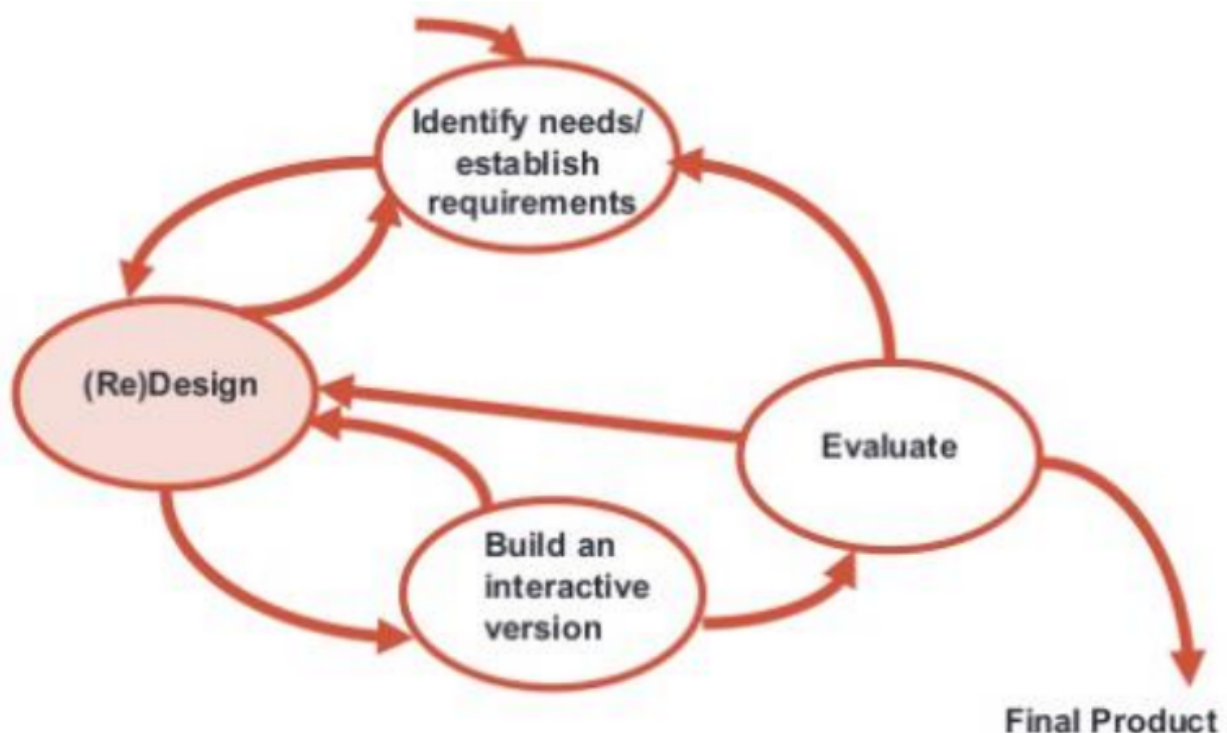 Identify needs/
establish
requirements
(Re)Design
Evaluate
Build an
interactive
version
Final Product